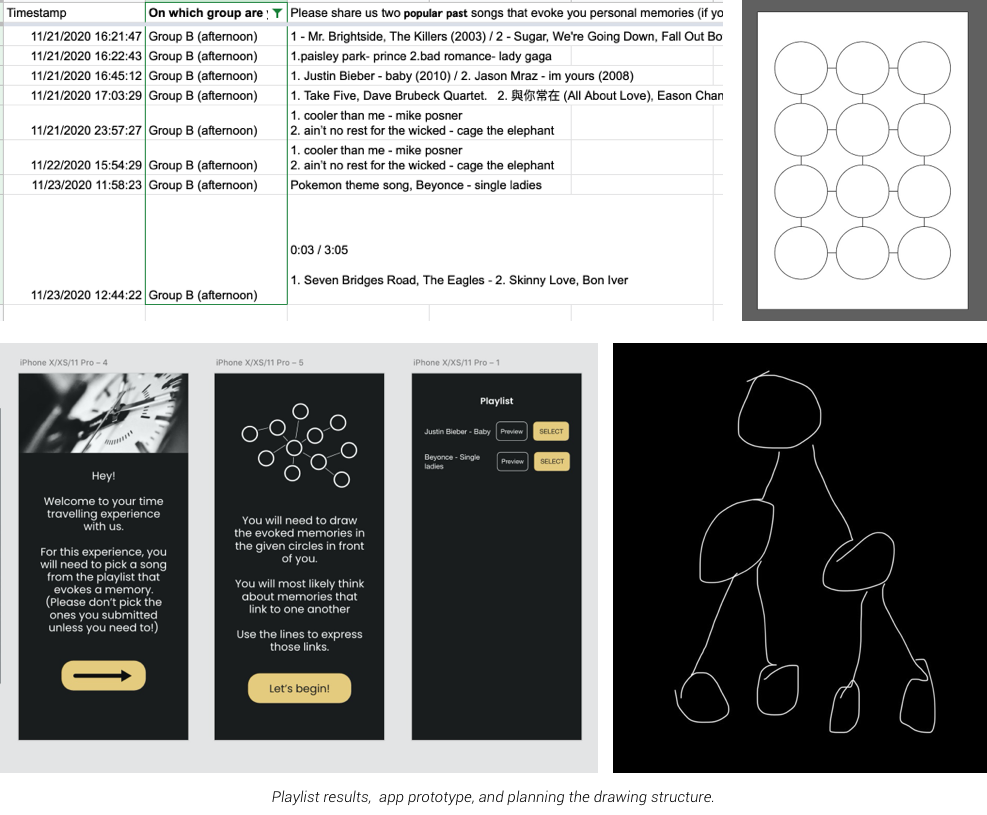 Timestamp On which group are Please share us two popular past songs that evoke you personal memories (if yo
11/21/2020 16:21:47 Group B (afternoon) 1 - Mr. Brightside, The Killers (2003) / 2 - Sugar, We're Going Down, Fall Out Bo
11/21/2020 16:22:43 Group B (afternoon) 1.paisley park- prince 2.bad romance- lady gaga
11/21/2020 16:45:12 Group B (afternoon) 1. Justin Bieber - baby (2010) / 2. Jason Mraz - im yours (2008)
11/21/2020 17:03:29 Group B (afternoon) 1. Take Five, Dave Brubeck Quartet. 2. 與你常在 (All About Love), Eason Chan
1. cooler than me - mike posner
11/21/2020 23:57:27 Group B (afternoon) 2. ain't no rest for the wicked - cage the elephant
1. cooler than me - mike posner
11/22/2020 15:54:29 Group B (afternoon) 2. ain't no rest for the wicked - cage the elephant
11/23/2020 11:58:23 Group B (afternoon) Pokemon theme song, Beyonce - single ladies
0:03 / 3:05
1. Seven Bridges Road, The Eagles - 2. Skinny Love, Bon Iver
11/23/2020 12:44:22 Group B (afternoon)
iPhone X/XS/11 Pro – 4
Hey!
Welcome to your time
travelling experience
with us.
For this experience, you
will need to pick a song
from the playlist that
evokes a memory.
(Please don't pick the
ones you submitted
unless you need to!)
iPhone X/XS/11 Pro – 5
You will need to draw
the evoked memories in
the given circles in front
of you.
You will most likely think
about memories that
link to one another
Use the lines to express
those links.
Let's begin!
iPhone X/XS/11 Pro – 1
Playlist
Justin Bieber - Baby Preview SELECT
Beyonce - Single
ladies Preview SELECT
Playlist results, app prototype, and planning the drawing structure.